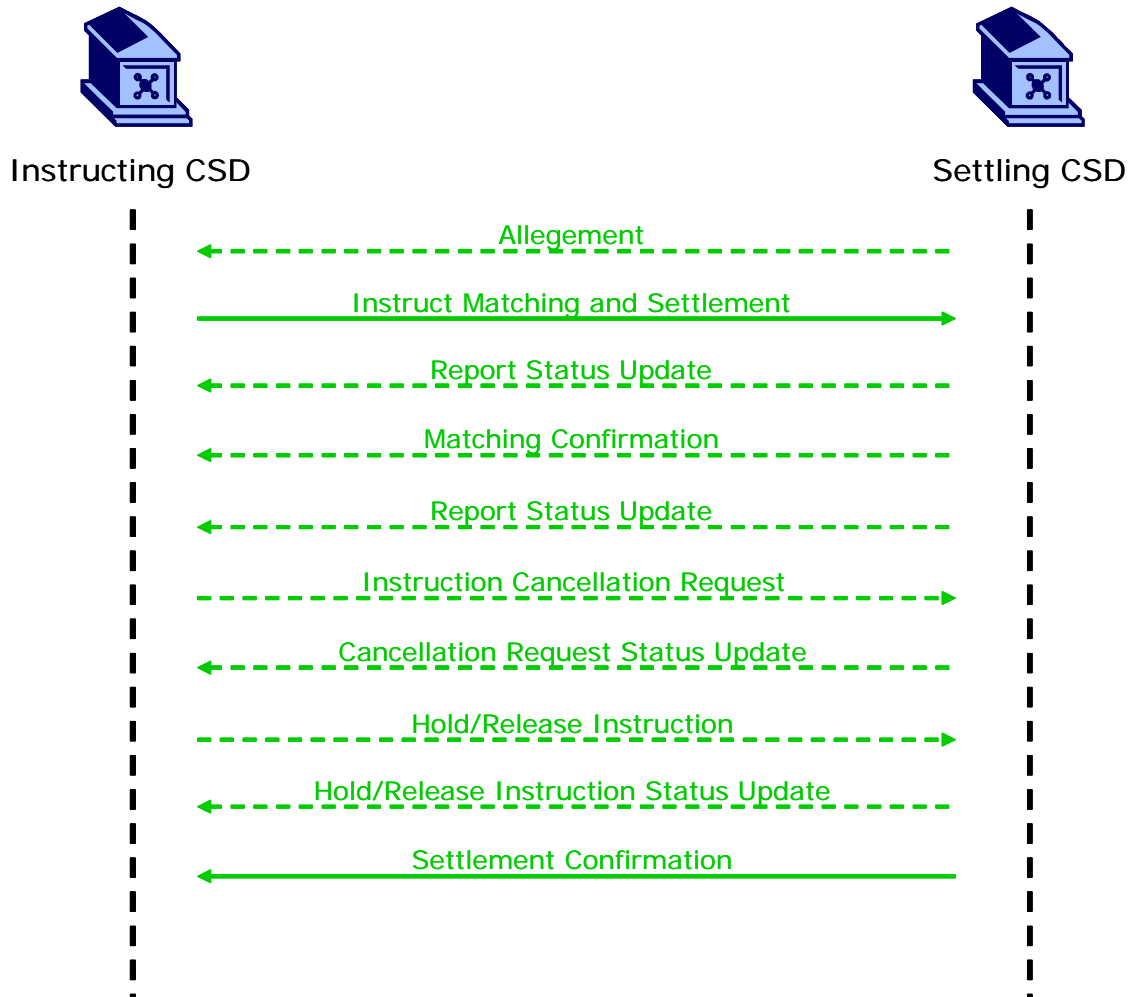 Instructing CSD
Settling CSD
Allegement
Instruct Matching and Settlement
Report Status Update
Matching Confirmation
Report Status Update
Instruction Cancellation Request
Cancellation Request Status Update
Hold/Release Instruction
Hold/Release Instruction Status Update
Settlement Confirmation